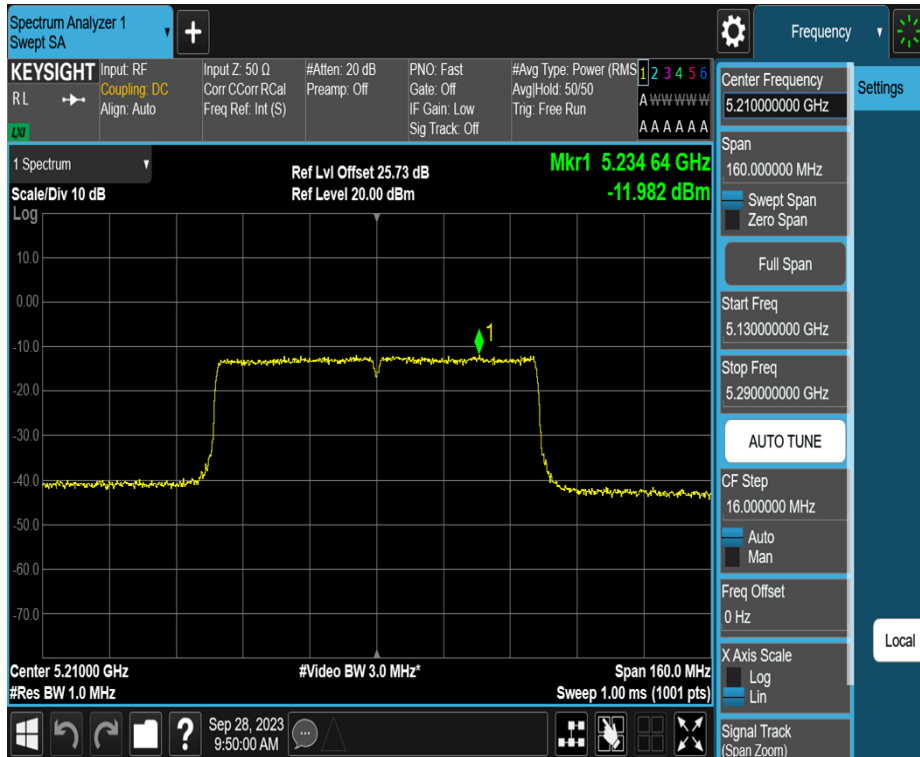 Spectrum Analyzer 1
Swept SA
Frequency
KEYSIGHT
R L
LXI
Input: RF
Coupling: DC
Align: Auto
Input Z: 50 Ω
Corr CCorr RCal
Freq Ref: Int (S)
#Atten: 20 dB
Preamp: Off
PNO: Fast
Gate: Off
IF Gain: Low
Sig Track: Off
#Avg Type: Power (RMS
Avg|Hold: 50/50
Trig: Free Run
1 2 3 4 5 6
A W W W W W
A A A A A A
1 Spectrum
Scale/Div 10 dB
Log
Ref Lvl Offset 25.73 dB
Ref Level 20.00 dBm
Mkr1 5.234 64 GHz
-11.982 dBm
10.0
0.00
-10.0
-20.0
-30.0
-40.0
-50.0
-60.0
-70.0
1
Center 5.21000 GHz
#Res BW 1.0 MHz
#Video BW 3.0 MHz*
Span 160.0 MHz
Sweep 1.00 ms (1001 pts)
Center Frequency
5.210000000 GHz
Span
160.000000 MHz
Swept Span
Zero Span
Full Span
Start Freq
5.130000000 GHz
Stop Freq
5.290000000 GHz
AUTO TUNE
CF Step
16.000000 MHz
Auto
Man
Freq Offset
0 Hz
X Axis Scale
Log
Lin
Signal Track
(Span Zoom)
Settings
Local
?
Sep 28, 2023
9:50:00 AM